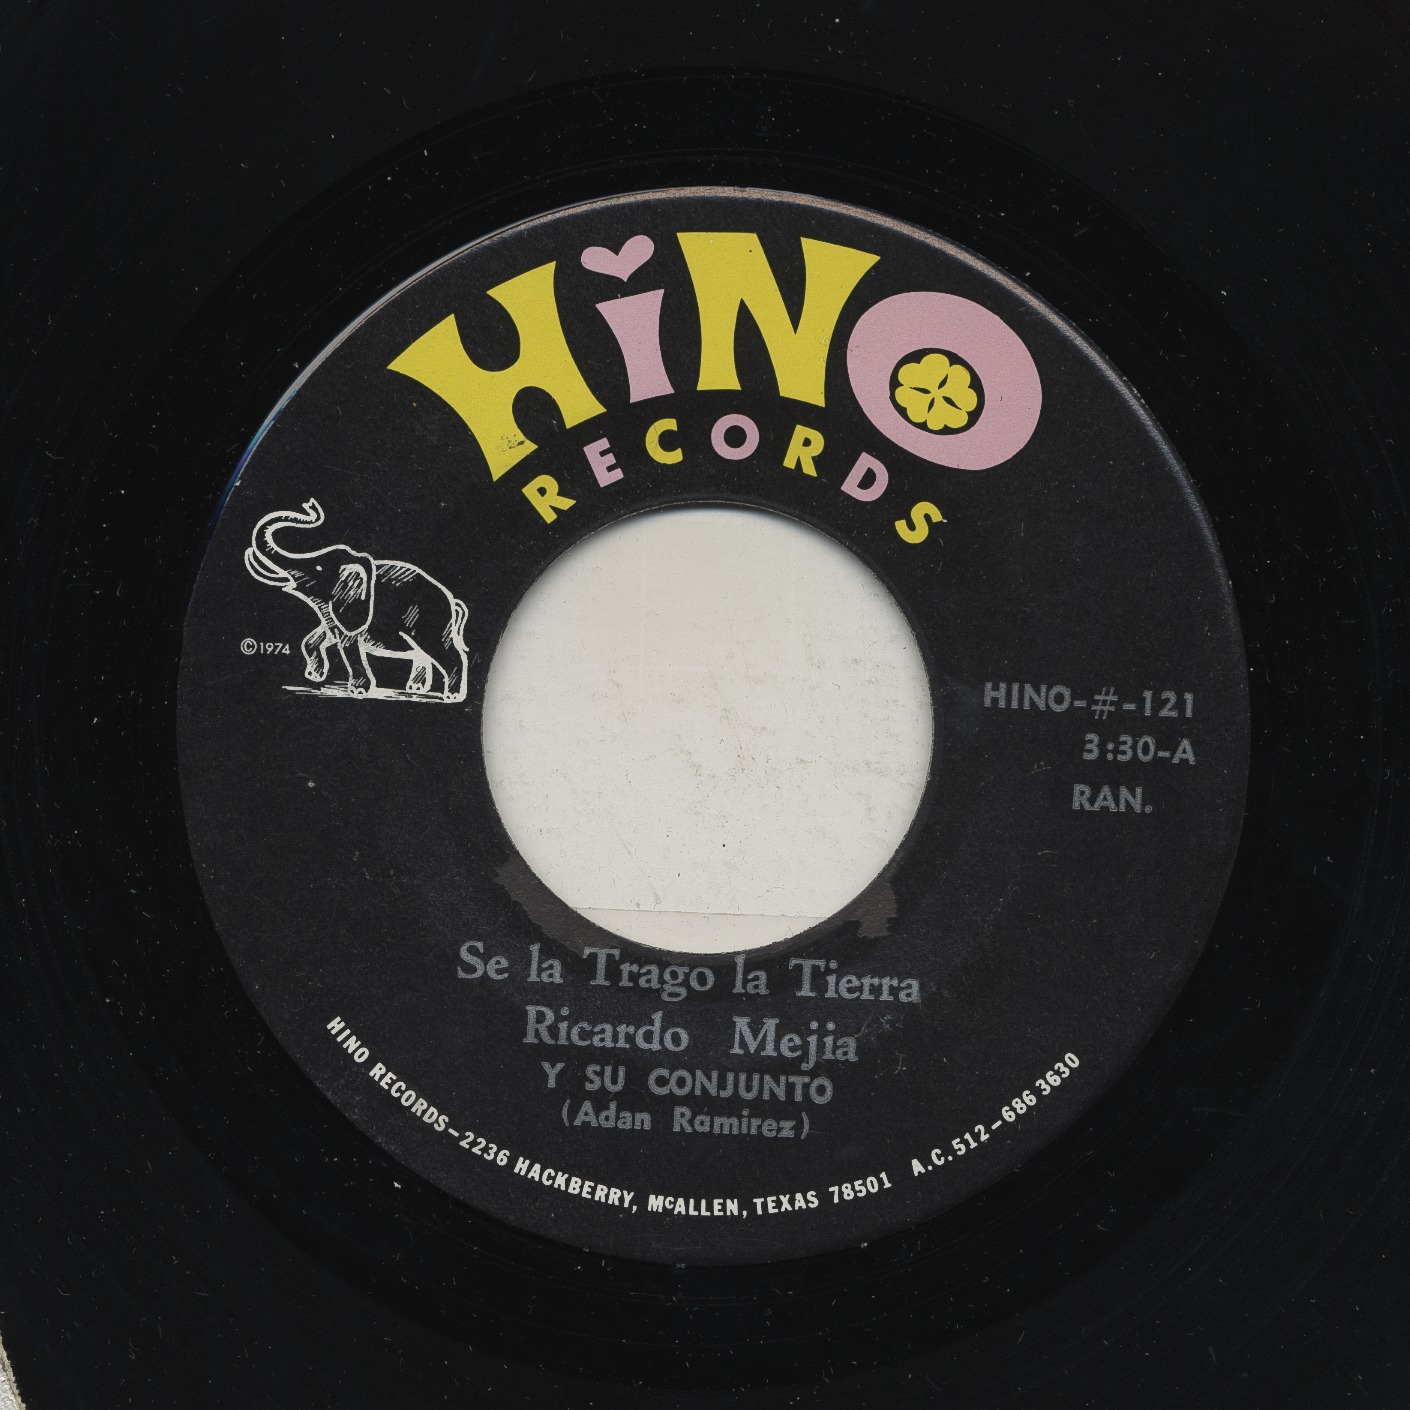 HiNO
RECORDS
©1974
HINO-#-121
3:30-A
RAN.
Se la Trago la Tierra
Ricardo Mejia
Y SU CONJUNTO
(Adan Ramirez)
HINO RECORDS-2236 HACKBERRY, McALLEN, TEXAS 78501 A.C. 512-686 3630